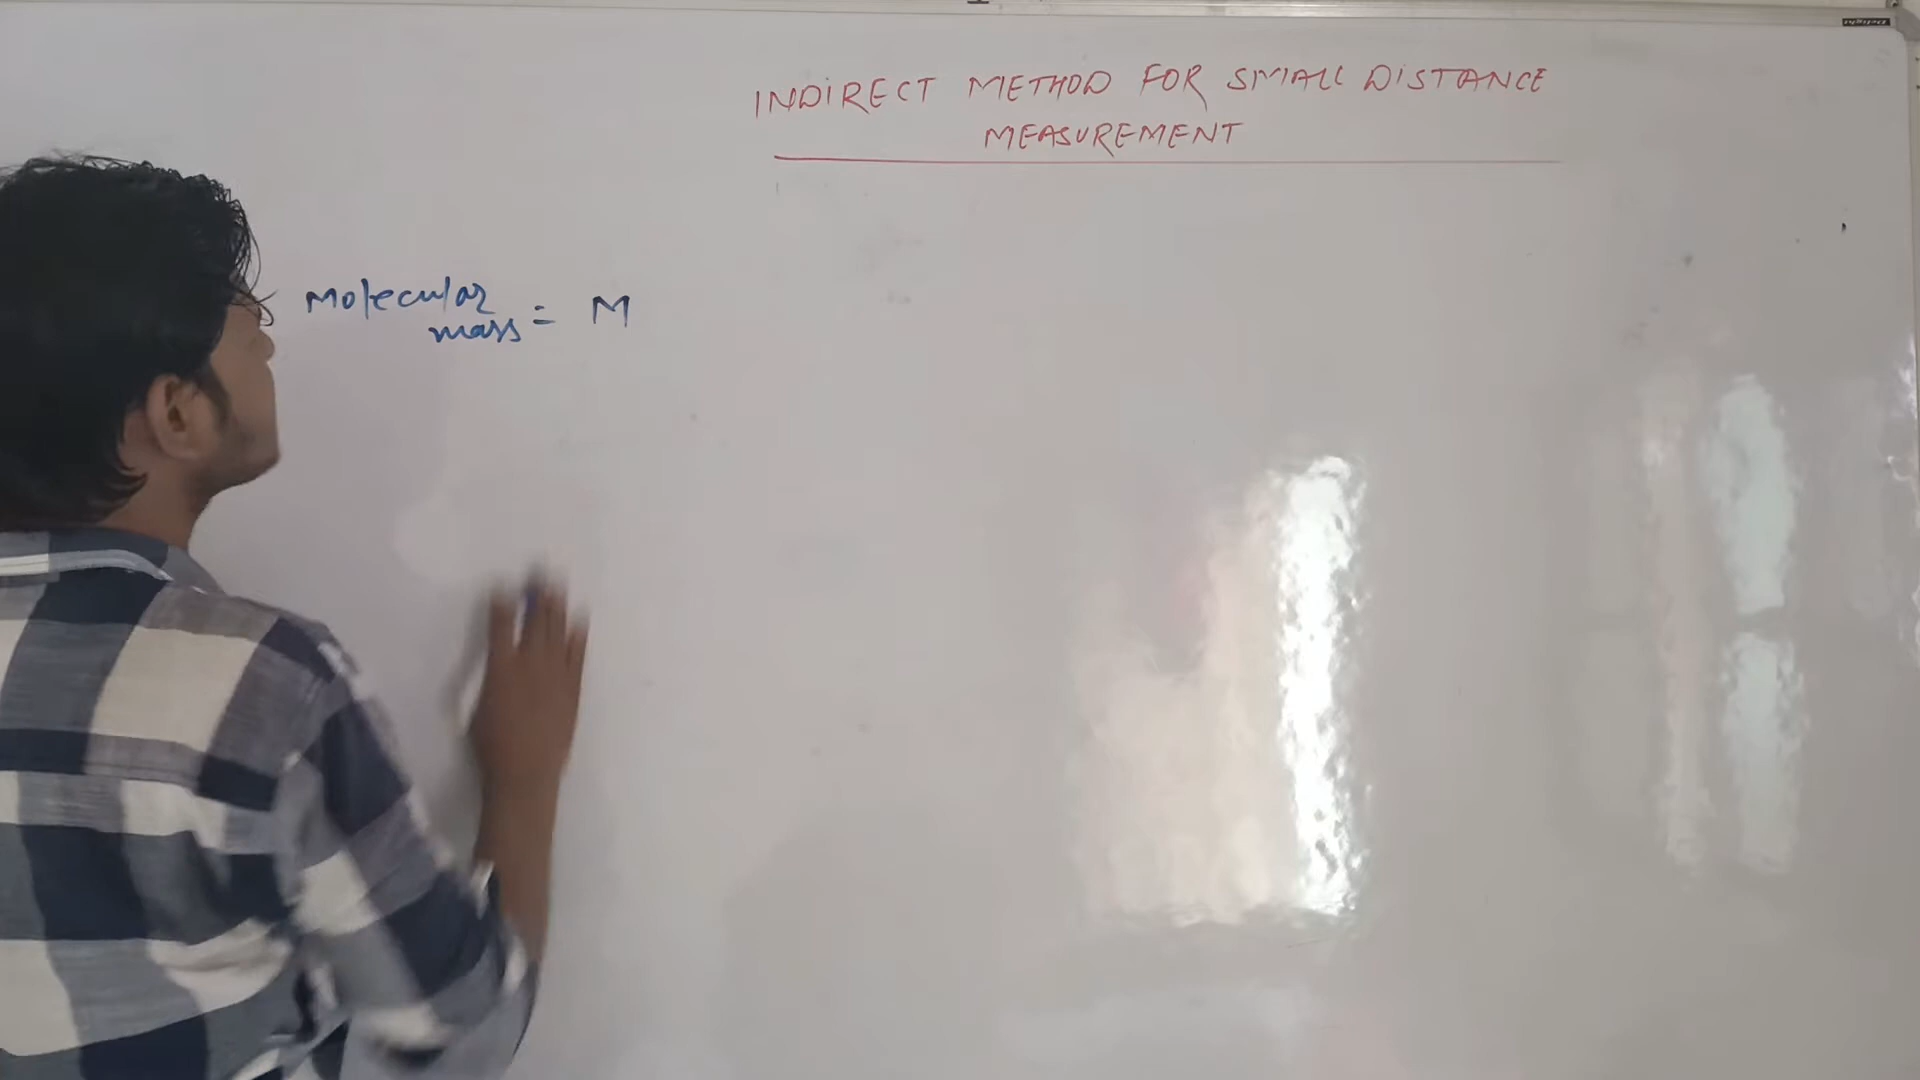 INDIRECT METHOD FOR SMALL DISTANCE
MEASUREMENT
Molecular
mass = M